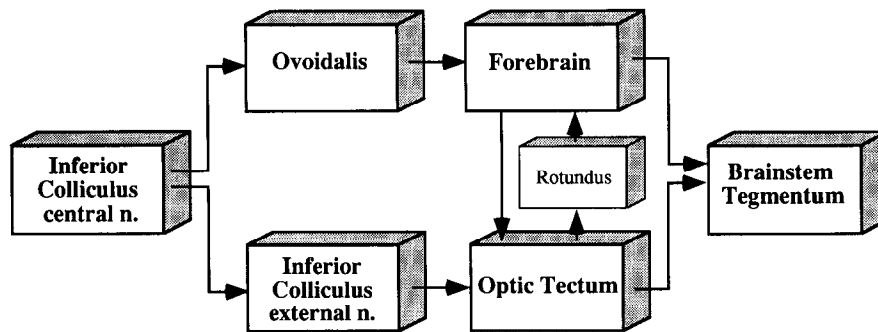 Ovoidalis
Forebrain
Inferior
Colliculus
central n.
Rotundus
Brainstem
Tegmentum
Inferior
Colliculus
external n.
Optic Tectum